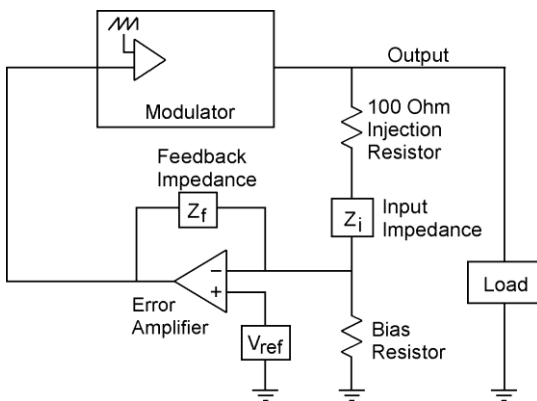 Output
Modulator
100 Ohm
Injection
Resistor
Feedback
Impedance
Zf
Zi
Input
Impedance
Load
−
+
Error
Amplifier
Vref
Bias
Resistor